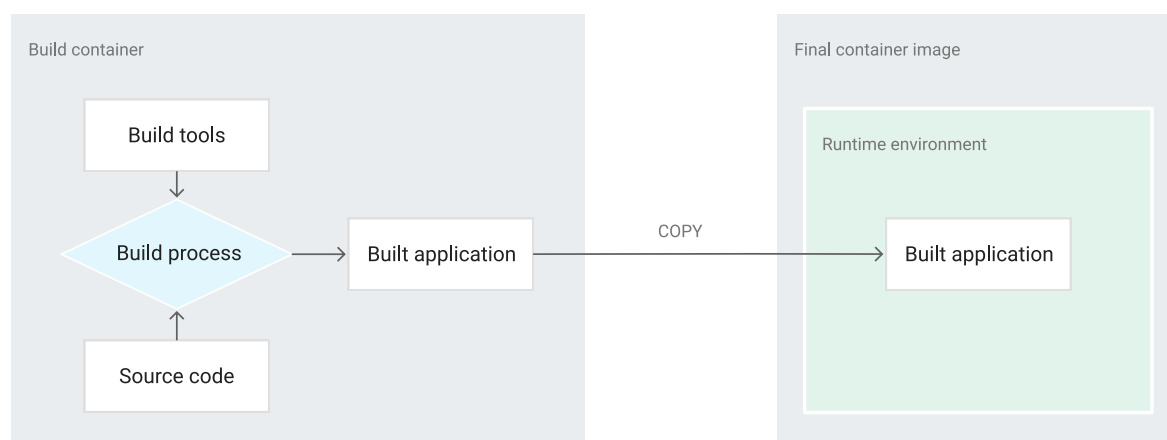 Build container
Build tools
Build process
Source code
Built application
COPY
Final container image
Runtime environment
Built application